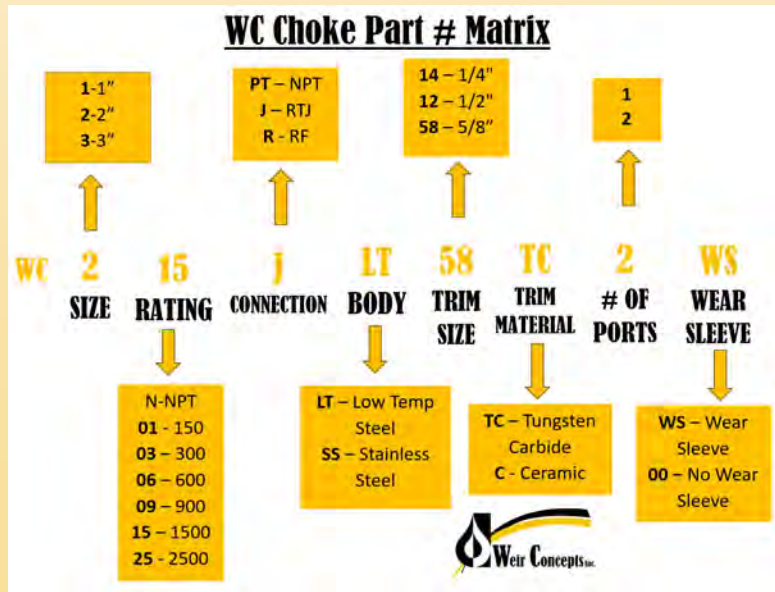 WC Choke Part # Matrix
1-1”
2-2”
3-3”
PT – NPT
J – RTJ
R - RF
14 – 1/4"
12 – 1/2"
58 – 5/8"
1
2
WC 2 15 J LT 58 TC 2 WS
SIZE
RATING
CONNECTION
BODY
TRIM
SIZE
TRIM
MATERIAL
# OF
PORTS
WEAR
SLEEVE
N-NPT
01 - 150
03 - 300
06 - 600
09 – 900
15 – 1500
25 - 2500
LT – Low Temp
Steel
SS – Stainless
Steel
TC – Tungsten
Carbide
C - Ceramic
WS – Wear
Sleeve
00 – No Wear
Sleeve
Weir Concepts Inc.